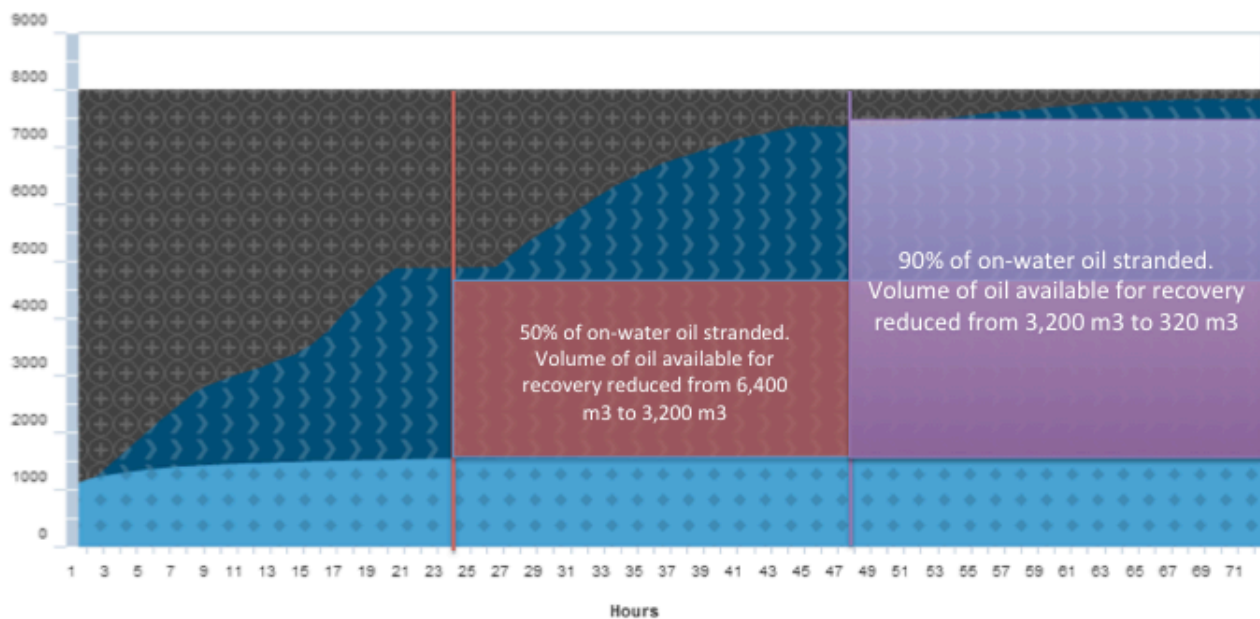 9000
8000
7000
6000
5000
4000
3000
2000
1000
0
50% of on-water oil stranded.
Volume of oil available for
recovery reduced from 6,400
m3 to 3,200 m3
90% of on-water oil stranded.
Volume of oil available for recovery
reduced from 3,200 m3 to 320 m3
1 3 5 7 9 11 13 15 17 19 21 23 25 27 29 31 33 35 37 39 41 43 45 47 49 51 53 55 57 59 61 63 65 67 69 71
Hours